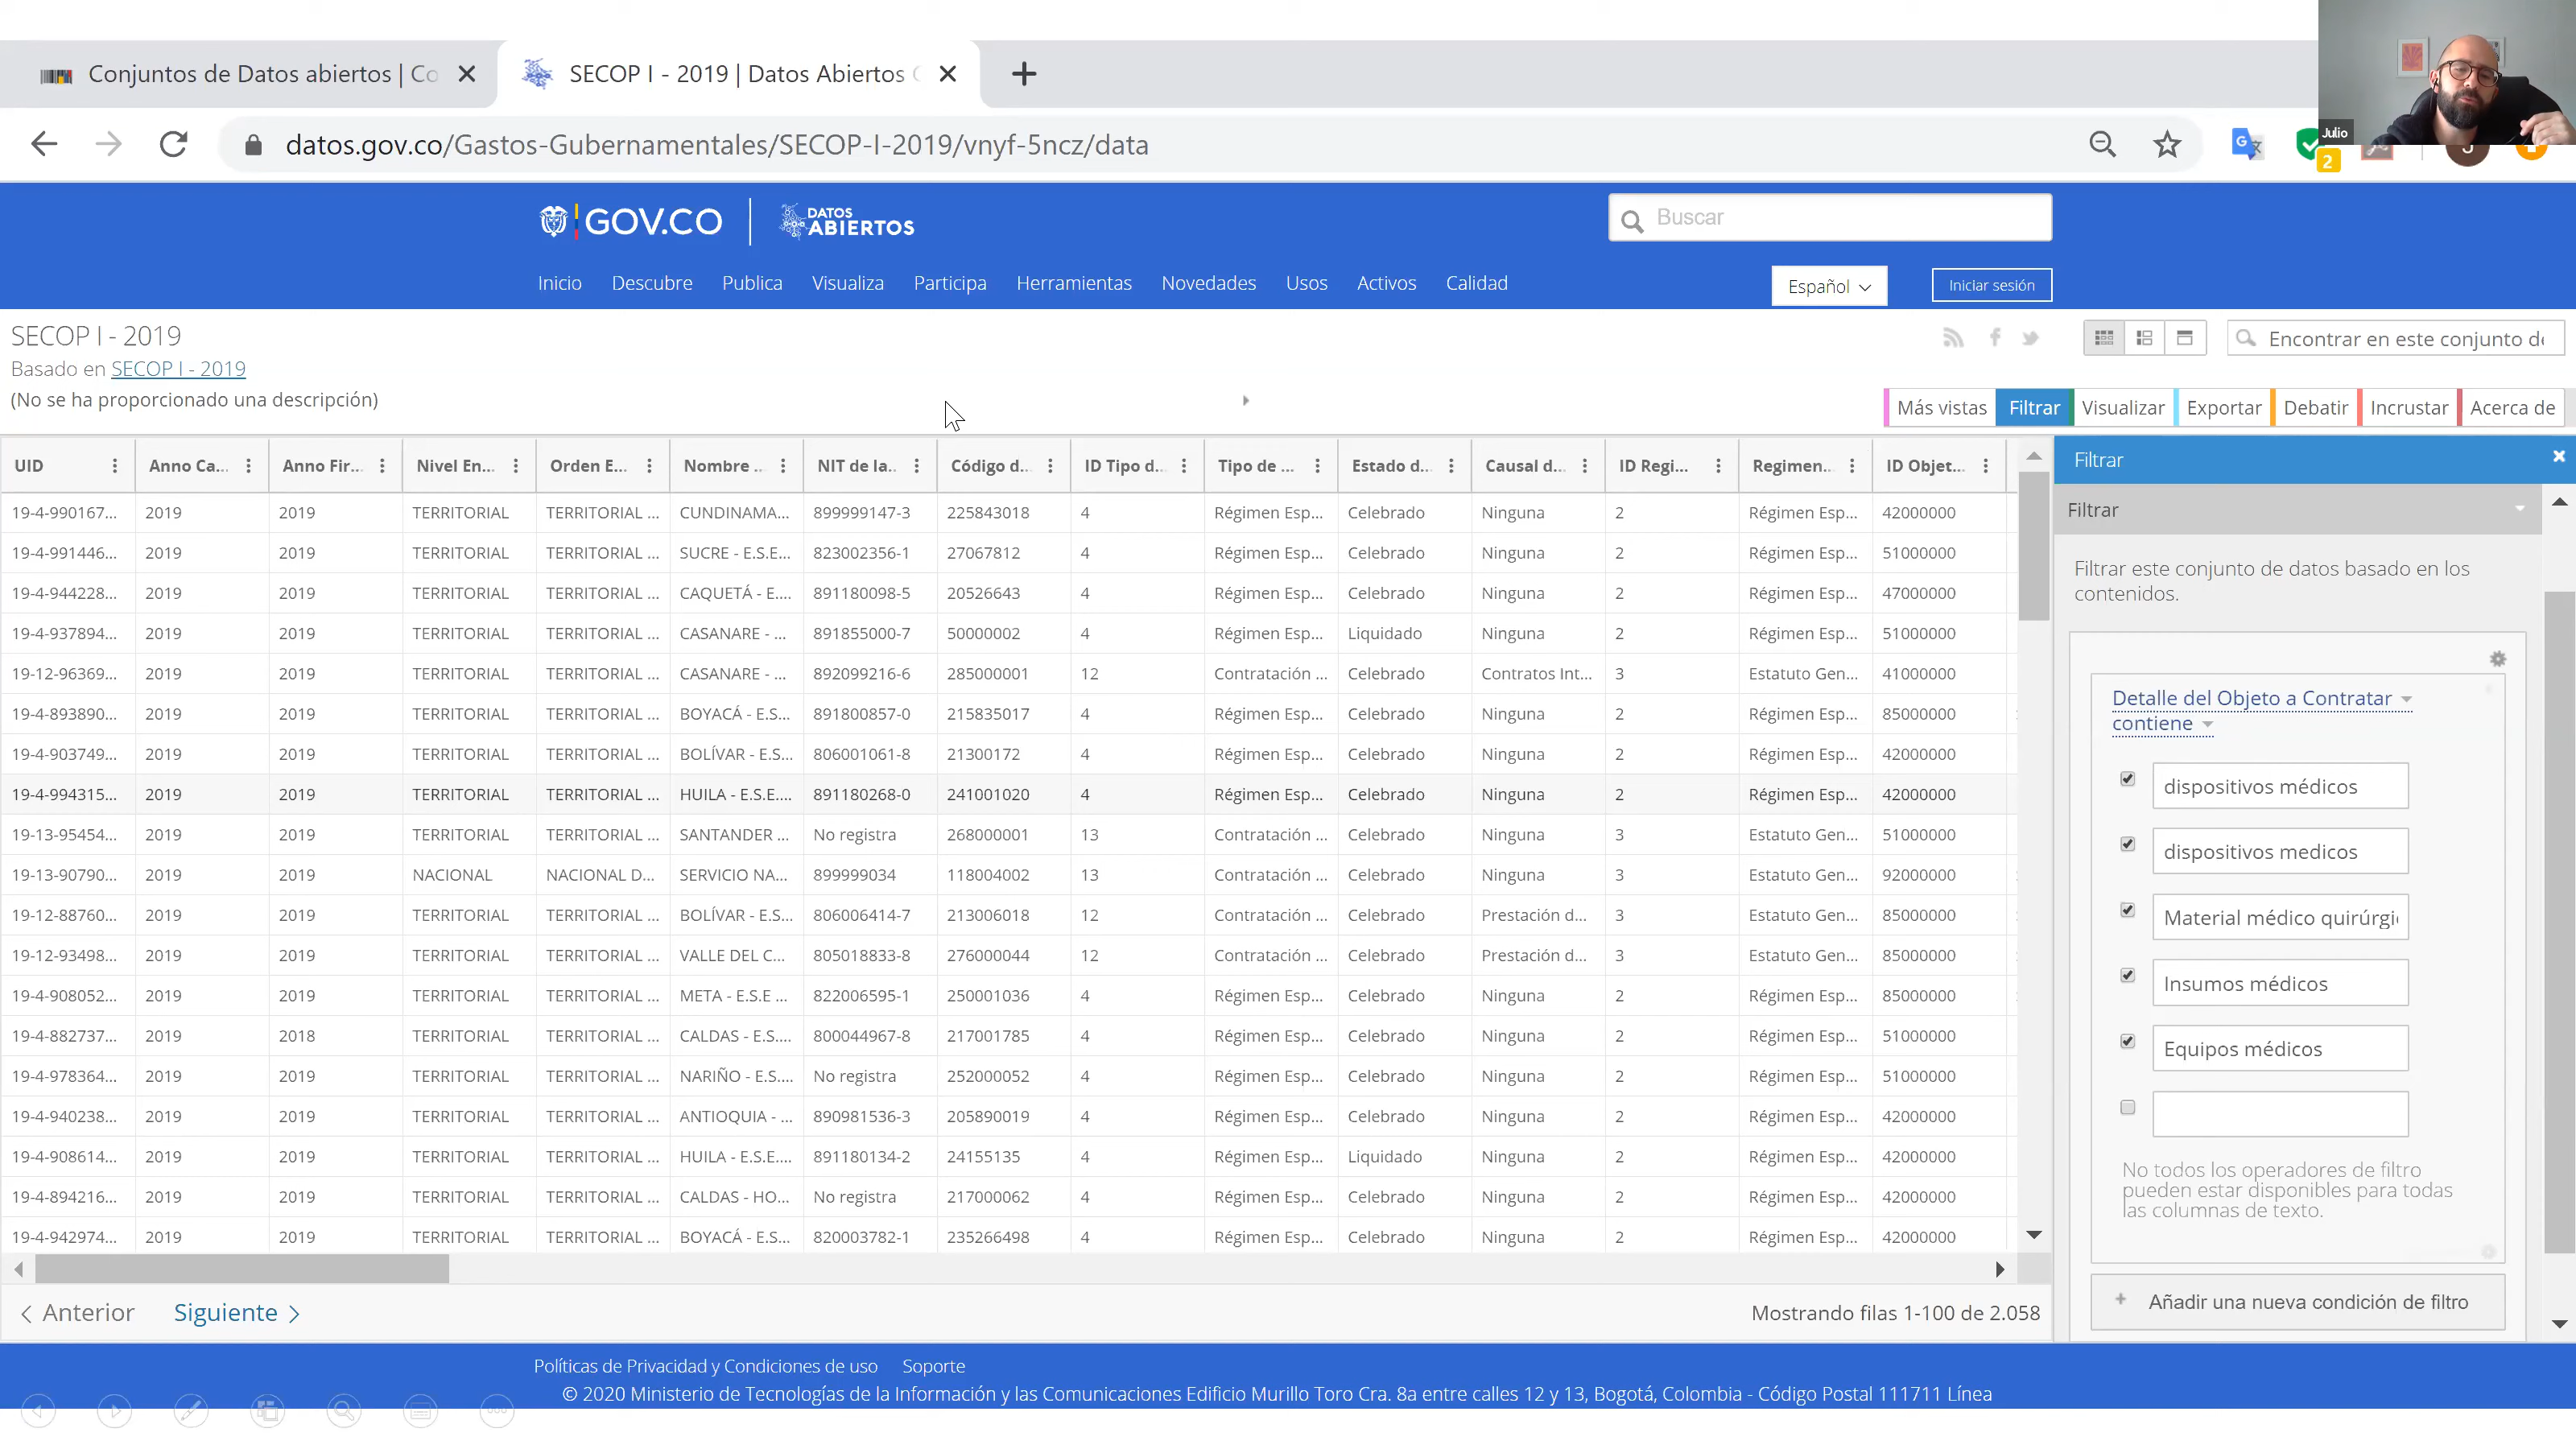 Conjuntos de Datos abiertos | Co
SECOP I - 2019 | Datos Abiertos
datos.gov.co/Gastos-Gubernamentales/SECOP-I-2019/vnyf-5ncz/data
Julio
2
GOV.CO
DATOS
ABIERTOS
Buscar
Inicio Descubre Publica Visualiza Participa Herramientas Novedades Usos Activos Calidad
Español
Iniciar sesión
SECOP I - 2019
Basado en SECOP I - 2019
(No se ha proporcionado una descripción)
Encontrar en este conjunto de
Más vistas Filtrar Visualizar Exportar Debatir Incrustar Acerca de
UID Anno Ca... Anno Fir... Nivel En... Orden E... Nombre ... NIT de la... Código d... ID Tipo d... Tipo de ... Estado d... Causal d... ID Regi... Regimen... ID Objet...
19-4-990167... 2019 2019 TERRITORIAL TERRITORIAL ... CUNDINAMA... 899999147-3 225843018 4 Régimen Esp... Celebrado Ninguna 2 Régimen Esp... 42000000
19-4-991446... 2019 2019 TERRITORIAL TERRITORIAL ... SUCRE - E.S.E... 823002356-1 27067812 4 Régimen Esp... Celebrado Ninguna 2 Régimen Esp... 51000000
19-4-944228... 2019 2019 TERRITORIAL TERRITORIAL ... CAQUETÁ - E.... 891180098-5 20526643 4 Régimen Esp... Celebrado Ninguna 2 Régimen Esp... 47000000
19-4-937894... 2019 2019 TERRITORIAL TERRITORIAL ... CASANARE - ... 891855000-7 50000002 4 Régimen Esp... Liquidado Ninguna 2 Régimen Esp... 51000000
19-12-96369... 2019 2019 TERRITORIAL TERRITORIAL ... CASANARE - ... 892099216-6 285000001 12 Contratación ... Celebrado Contratos Int... 3 Estatuto Gen... 41000000
19-4-893890... 2019 2019 TERRITORIAL TERRITORIAL ... BOYACÁ - E.S... 891800857-0 215835017 4 Régimen Esp... Celebrado Ninguna 2 Régimen Esp... 85000000
19-4-903749... 2019 2019 TERRITORIAL TERRITORIAL ... BOLÍVAR - E.S... 806001061-8 21300172 4 Régimen Esp... Celebrado Ninguna 2 Régimen Esp... 42000000
19-4-994315... 2019 2019 TERRITORIAL TERRITORIAL ... HUILA - E.S.E.... 891180268-0 241001020 4 Régimen Esp... Celebrado Ninguna 2 Régimen Esp... 42000000
19-13-95454... 2019 2019 TERRITORIAL TERRITORIAL ... SANTANDER ... No registra 268000001 13 Contratación ... Celebrado Ninguna 3 Estatuto Gen... 51000000
19-13-90790... 2019 2019 NACIONAL NACIONAL D... SERVICIO NA... 899999034 118004002 13 Contratación ... Celebrado Ninguna 3 Estatuto Gen... 92000000
19-12-88760... 2019 2019 TERRITORIAL TERRITORIAL ... BOLÍVAR - E.S... 806006414-7 213006018 12 Contratación ... Celebrado Prestación d... 3 Estatuto Gen... 85000000
19-12-93498... 2019 2019 TERRITORIAL TERRITORIAL ... VALLE DEL C... 805018833-8 276000044 12 Contratación ... Celebrado Prestación d... 3 Estatuto Gen... 85000000
19-4-908052... 2019 2019 TERRITORIAL TERRITORIAL ... META - E.S.E ... 822006595-1 250001036 4 Régimen Esp... Celebrado Ninguna 2 Régimen Esp... 85000000
19-4-882737... 2019 2018 TERRITORIAL TERRITORIAL ... CALDAS - E.S.... 800044967-8 217001785 4 Régimen Esp... Celebrado Ninguna 2 Régimen Esp... 51000000
19-4-978364... 2019 2019 TERRITORIAL TERRITORIAL ... NARIÑO - E.S.... No registra 252000052 4 Régimen Esp... Celebrado Ninguna 2 Régimen Esp... 51000000
19-4-940238... 2019 2019 TERRITORIAL TERRITORIAL ... ANTIOQUIA - ... 890981536-3 205890019 4 Régimen Esp... Celebrado Ninguna 2 Régimen Esp... 42000000
19-4-908614... 2019 2019 TERRITORIAL TERRITORIAL ... HUILA - E.S.E.... 891180134-2 24155135 4 Régimen Esp... Liquidado Ninguna 2 Régimen Esp... 42000000
19-4-894216... 2019 2019 TERRITORIAL TERRITORIAL ... CALDAS - HO... No registra 217000062 4 Régimen Esp... Celebrado Ninguna 2 Régimen Esp... 42000000
19-4-942974... 2019 2019 TERRITORIAL TERRITORIAL ... BOYACÁ - E.S... 820003782-1 235266498 4 Régimen Esp... Celebrado Ninguna 2 Régimen Esp... 42000000
Anterior Siguiente
Mostrando filas 1-100 de 2.058
Filtrar
Filtrar
Filtrar este conjunto de datos basado en los
contenidos.
Detalle del Objeto a Contratar
contiene
dispositivos médicos
dispositivos medicos
Material médico quirúrgi
Insumos médicos
Equipos médicos
No todos los operadores de filtro
pueden estar disponibles para todas
las columnas de texto.
+ Añadir una nueva condición de filtro
Políticas de Privacidad y Condiciones de uso Soporte
© 2020 Ministerio de Tecnologías de la Información y las Comunicaciones Edificio Murillo Toro Cra. 8a entre calles 12 y 13, Bogotá, Colombia - Código Postal 111711 Línea